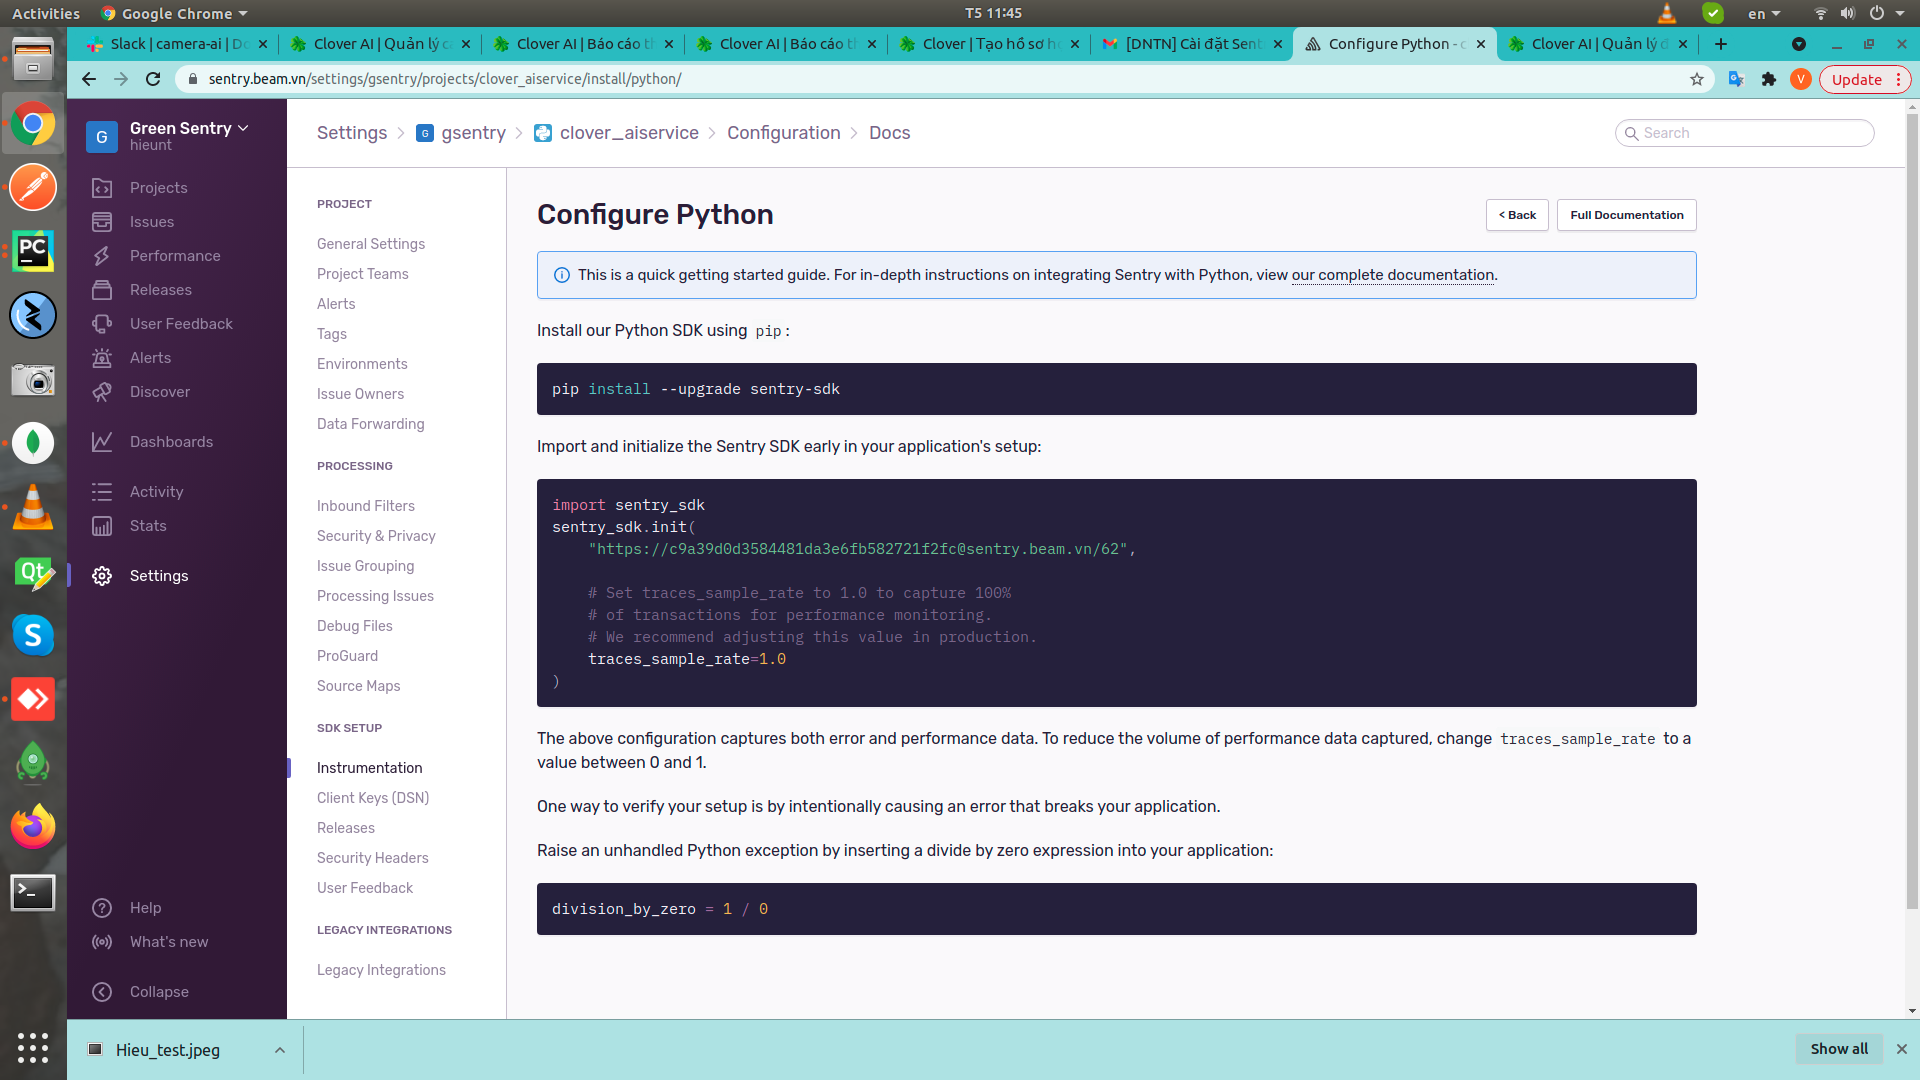 Activities
Google Chrome
T5 11:45
en
Slack | camera-ai | Do
Clover AI | Quản lý c
Clover AI | Báo cáo th
Clover AI | Báo cáo th
Clover | Tạo hồ sơ h
[DNTN] Cài đặt Sent
Configure Python - c
Clover AI | Quản lý đ
sentry.beam.vn/settings/gsentry/projects/clover_aiservice/install/python/
V
Update
G
Green Sentry
hieunt
Projects
Issues
Performance
Releases
User Feedback
Alerts
Discover
Dashboards
Activity
Stats
Settings
Help
What's new
Collapse
Settings
G
gsentry
clover_aiservice
Configuration
Docs
Search
PROJECT
General Settings
Project Teams
Alerts
Tags
Environments
Issue Owners
Data Forwarding
PROCESSING
Inbound Filters
Security & Privacy
Issue Grouping
Processing Issues
Debug Files
ProGuard
Source Maps
SDK SETUP
Instrumentation
Client Keys (DSN)
Releases
Security Headers
User Feedback
LEGACY INTEGRATIONS
Legacy Integrations
Configure Python
< Back
Full Documentation
This is a quick getting started guide. For in-depth instructions on integrating Sentry with Python, view our complete documentation.
Install our Python SDK using pip:
pip install --upgrade sentry-sdk
Import and initialize the Sentry SDK early in your application's setup:
import sentry_sdk
sentry_sdk.init(
"https://c9a39d0d3584481da3e6fb582721f2fc@sentry.beam.vn/62",
# Set traces_sample_rate to 1.0 to capture 100%
# of transactions for performance monitoring.
# We recommend adjusting this value in production.
traces_sample_rate=1.0
)
The above configuration captures both error and performance data. To reduce the volume of performance data captured, change traces_sample_rate to a
value between 0 and 1.
One way to verify your setup is by intentionally causing an error that breaks your application.
Raise an unhandled Python exception by inserting a divide by zero expression into your application:
division_by_zero = 1 / 0
PC
Qt
S
Hieu_test.jpeg
Show all